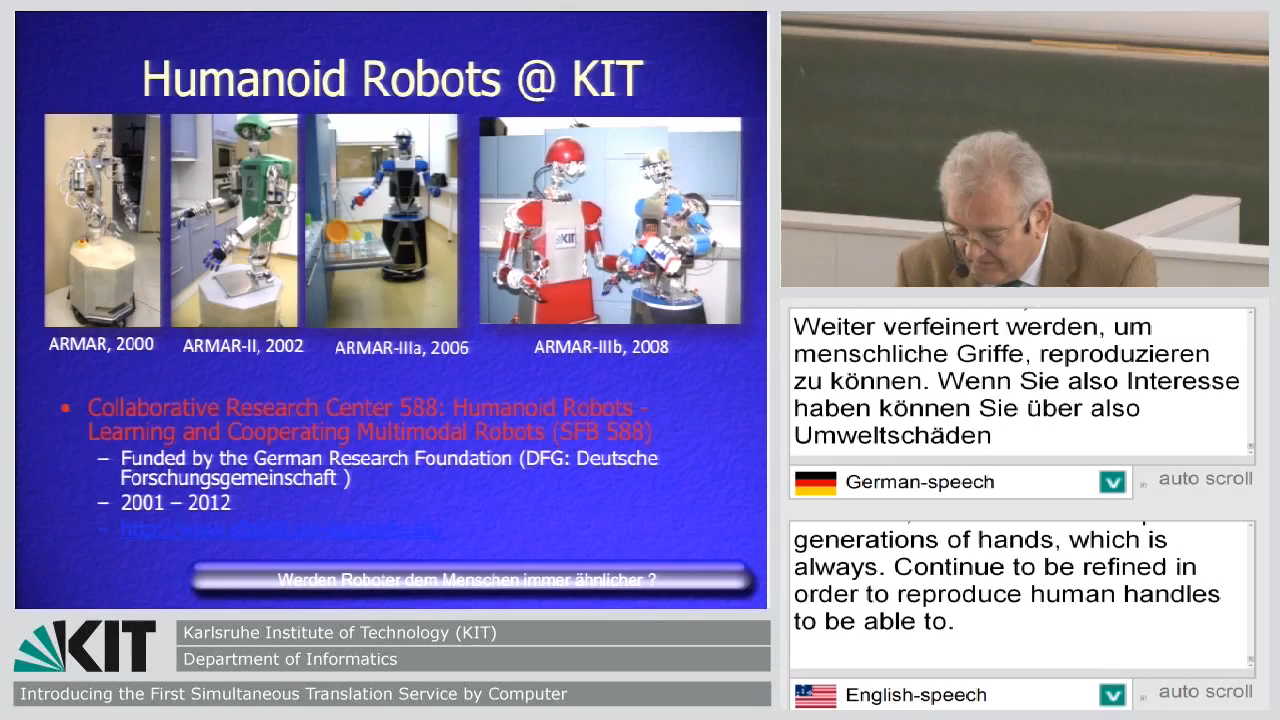 Humanoid Robots @ KIT
KIT
ARMAR, 2000
ARMAR-II, 2002
ARMAR-IIIa, 2006
ARMAR-IIIb, 2008
• Collaborative Research Center 588: Humanoid Robots -
Learning and Cooperating Multimodal Robots (SFB 588)
– Funded by the German Research Foundation (DFG: Deutsche
Forschungsgemeinschaft )
– 2001 – 2012
Werden Roboter dem Menschen immer ähnlicher ?
Weiter verfeinert werden, um
menschliche Griffe, reproduzieren
zu können. Wenn Sie also Interesse
haben können Sie über also
Umweltschäden
German-speech
auto scroll
generations of hands, which is
always. Continue to be refined in
order to reproduce human handles
to be able to.
English-speech
auto scroll
KIT
Karlsruhe Institute of Technology (KIT)
Department of Informatics
Introducing the First Simultaneous Translation Service by Computer